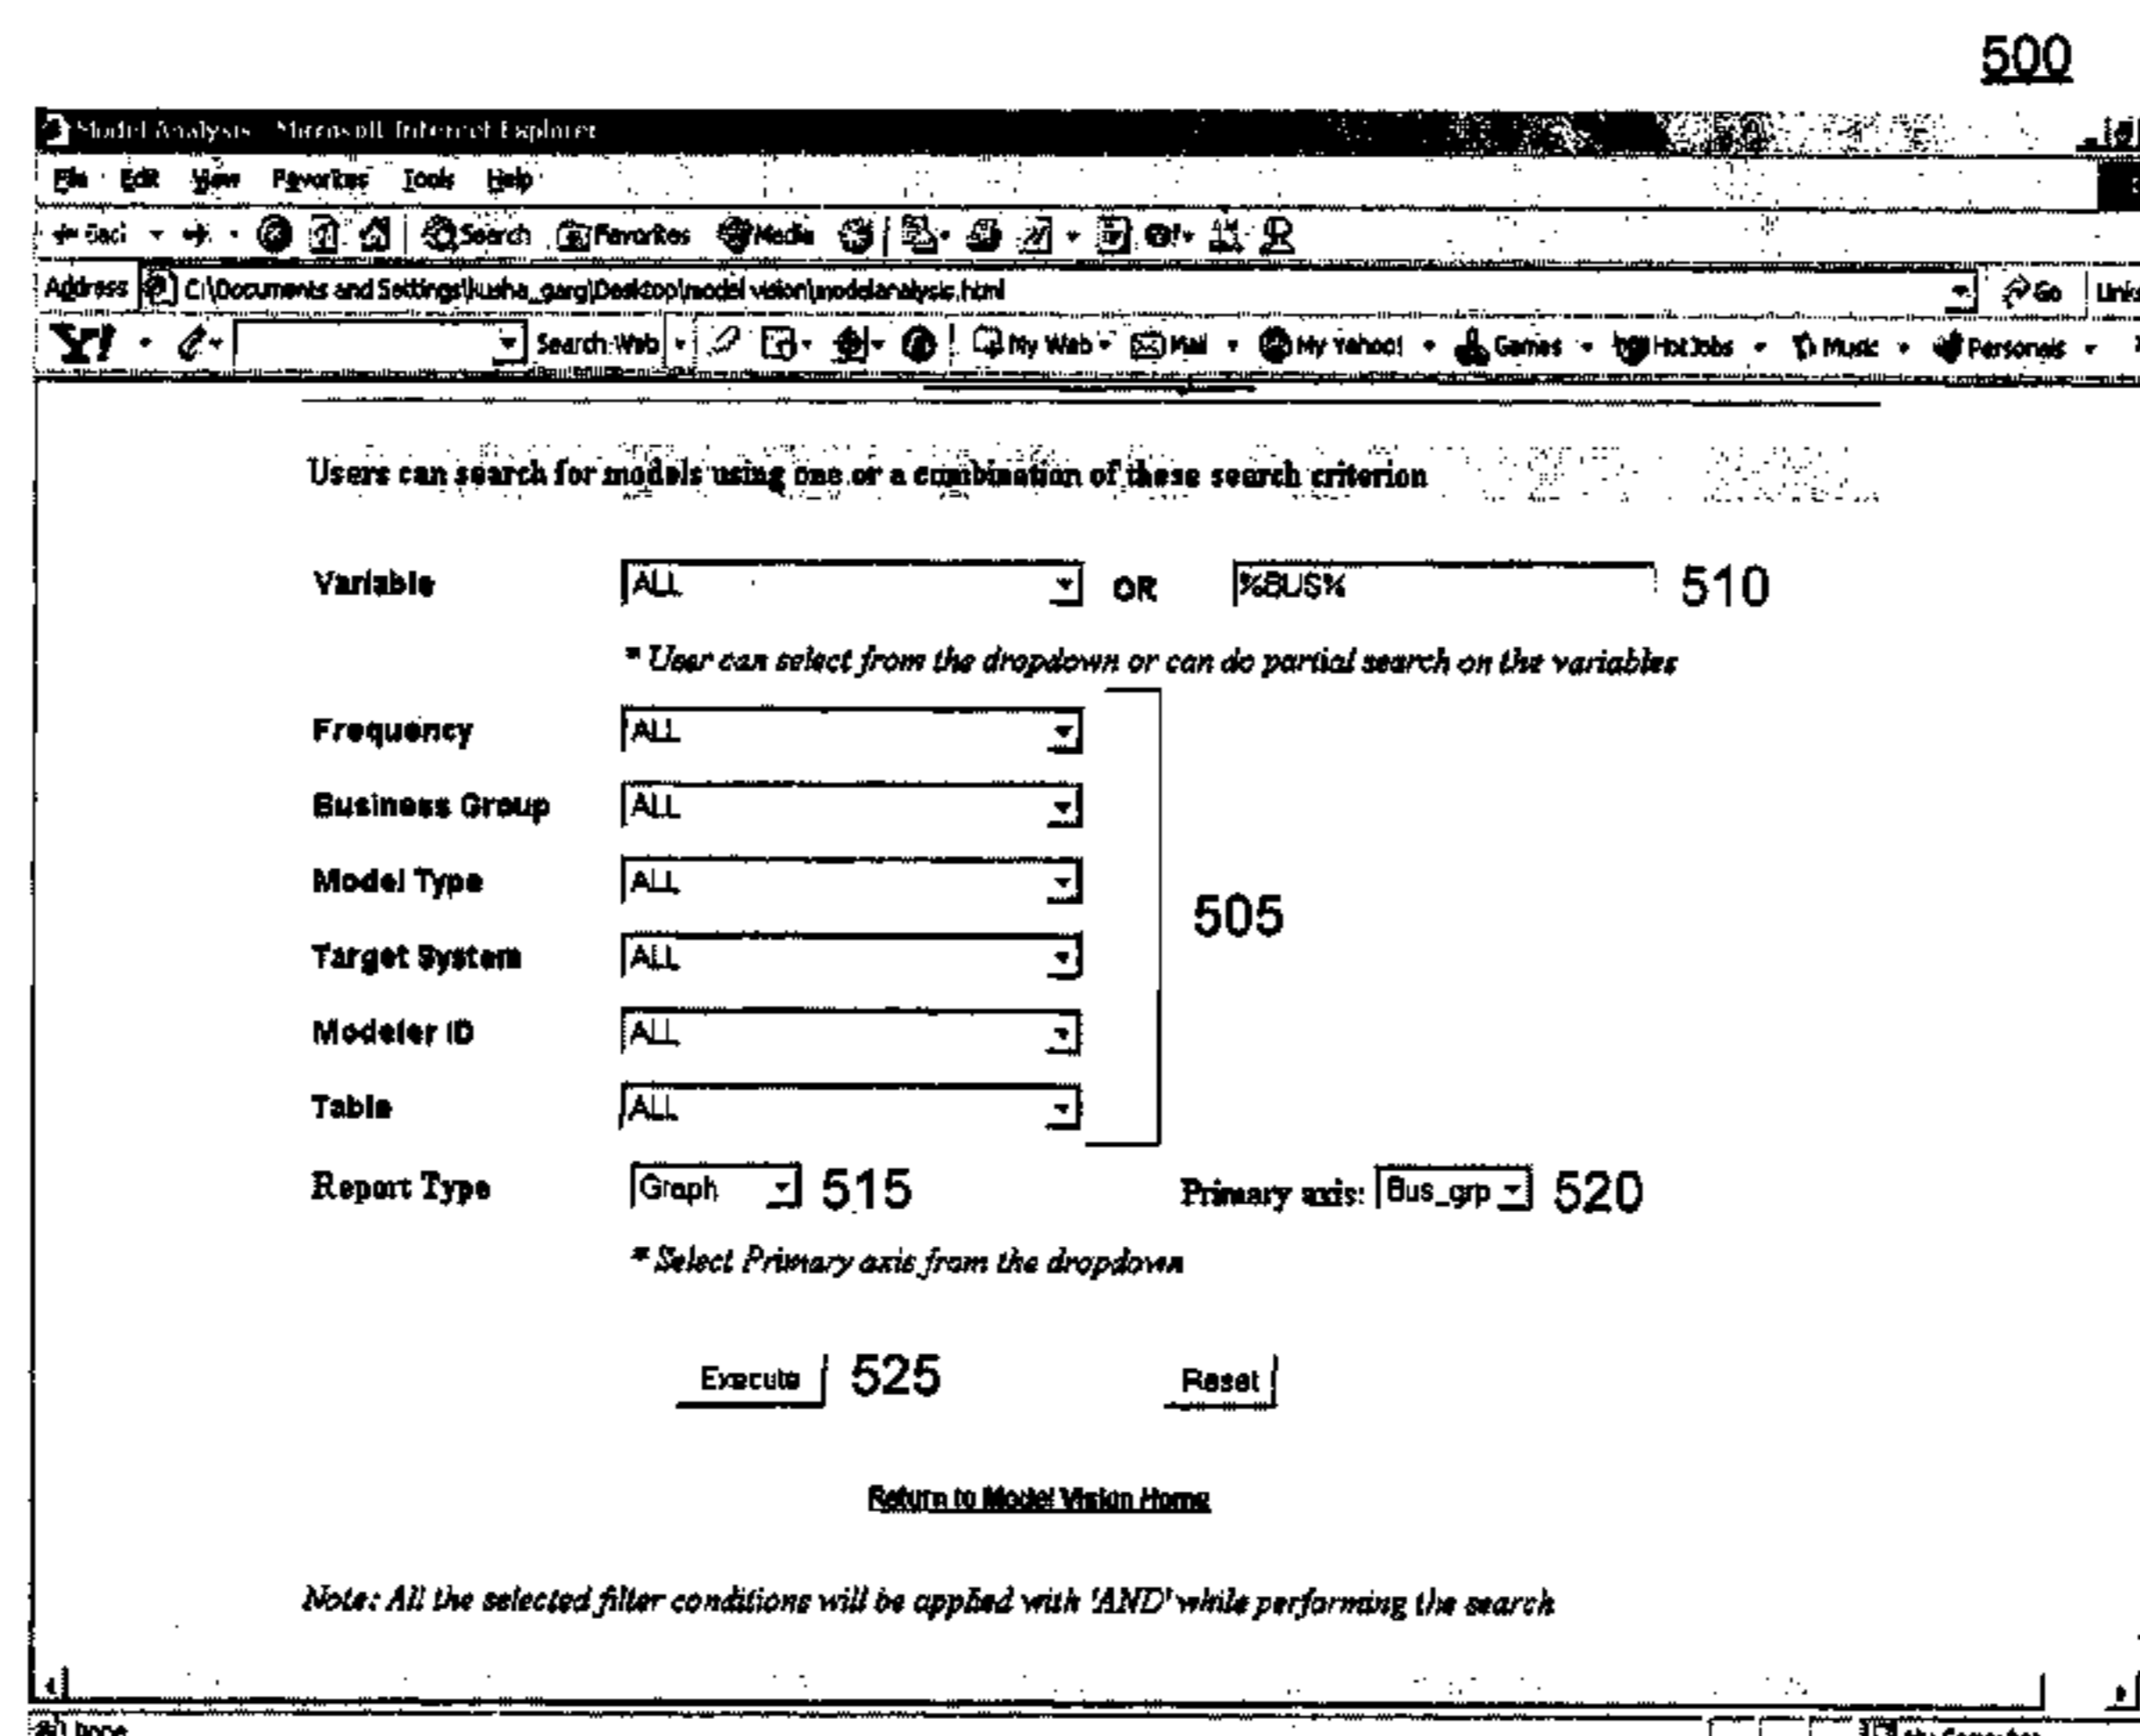 500
Model Analysis - Microsoft Internet Explorer
File Edit View Favorites Tools Help
Back Search Favorites Media
Address C:\Documents and Settings\kusha_garg\Desktop\model vision\modelanalysis.html Go Links
Y! Search Web My Web Mail My Yahoo! Games HotJobs Music Personals
Users can search for models using one or a combination of these search criterion
Variable ALL OR %BUS% 510
* User can select from the dropdown or can do partial search on the variables
Frequency ALL
Business Group ALL
Model Type ALL
505
Target System ALL
Modeler ID ALL
Table ALL
Report Type Graph 515 Primary axis: Bus_grp 520
* Select Primary axis from the dropdown
Execute 525 Reset
Return to Model Vision Home
Note: All the selected filter conditions will be applied with 'AND' while performing the search
Done My Computer